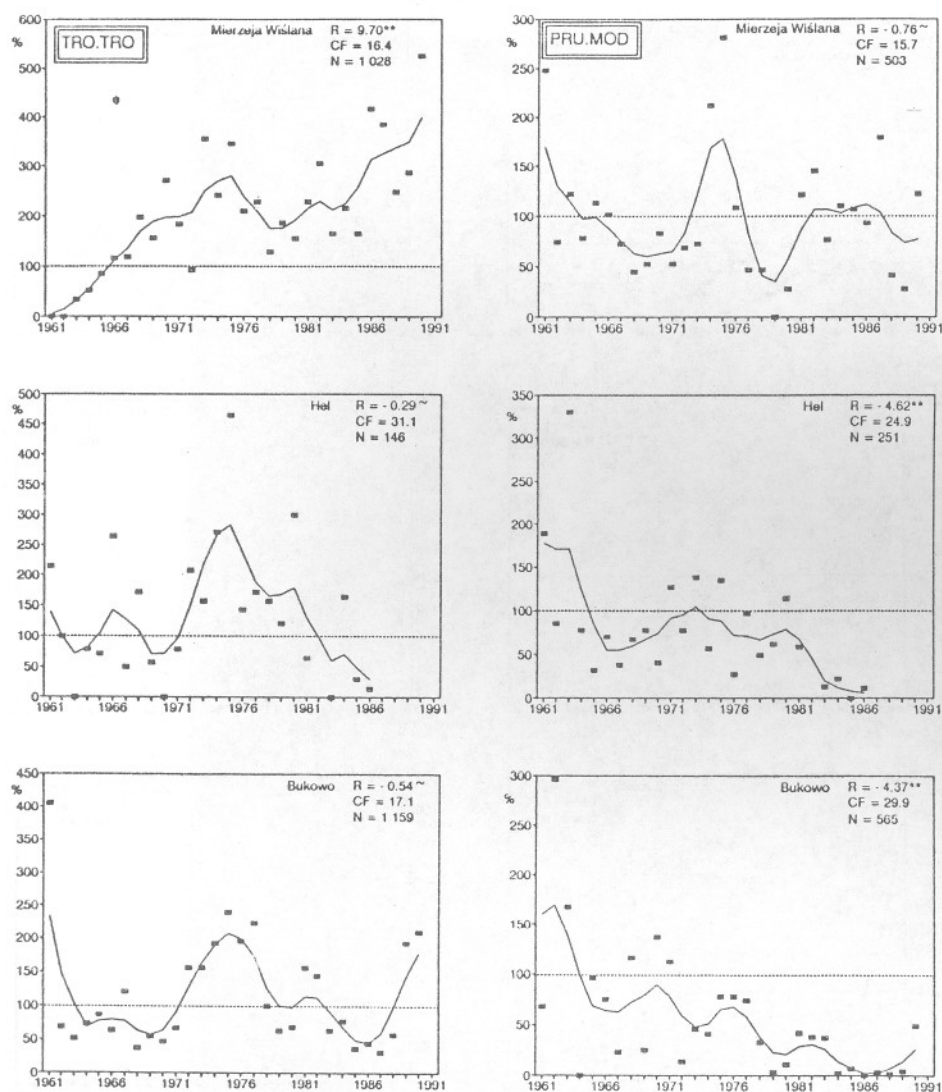 TRO.TRO
Mierzeja Wiślana R = 9.70**
CF = 16.4
N = 1 028
%
600
500
400
300
200
100
0
1961 1966 1971 1976 1981 1986 1991
PRU.MOD
Mierzeja Wiślana R = - 0.76 ~
CF = 15.7
N = 503
%
300
250
200
150
100
50
0
1961 1966 1971 1976 1981 1986 1991
Hel R = - 0.29 ~
CF = 31.1
N = 146
%
500
450
400
350
300
250
200
150
100
50
0
1961 1966 1971 1976 1981 1986 1991
Hel R = - 4.62**
CF = 24.9
N = 251
%
350
300
250
200
150
100
50
0
1961 1966 1971 1976 1981 1986 1991
Bukowo R = - 0.54 ~
CF = 17.1
N = 1 159
%
450
400
350
300
250
200
150
100
50
0
1961 1966 1971 1976 1981 1986 1991
Bukowo R = - 4.37**
CF = 29.9
N = 565
%
300
250
200
150
100
50
0
1961 1966 1971 1976 1981 1986 1991